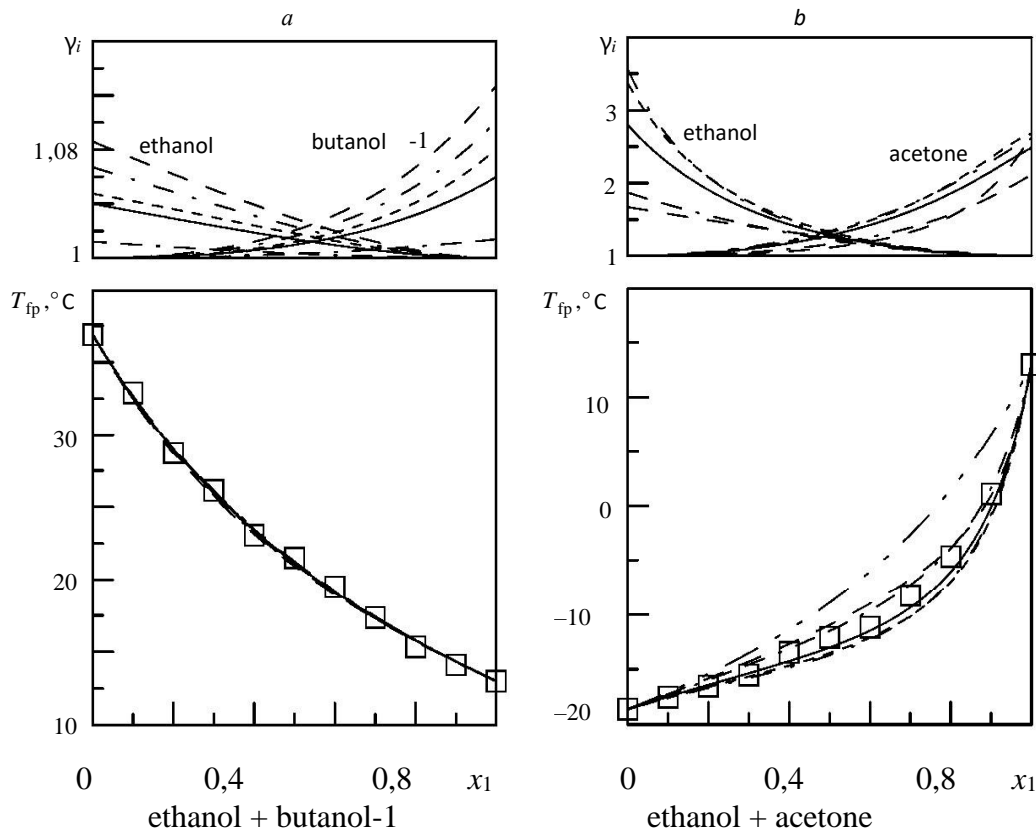 a
b
γi
γi
ethanol
butanol -1
1,08
1
ethanol
acetone
3
2
1
Tfp,°C
30
20
10
Tfp,°C
10
0
–10
–20
0 0,4 0,8 x1
0 0,4 0,8 x1
ethanol + butanol-1
ethanol + acetone